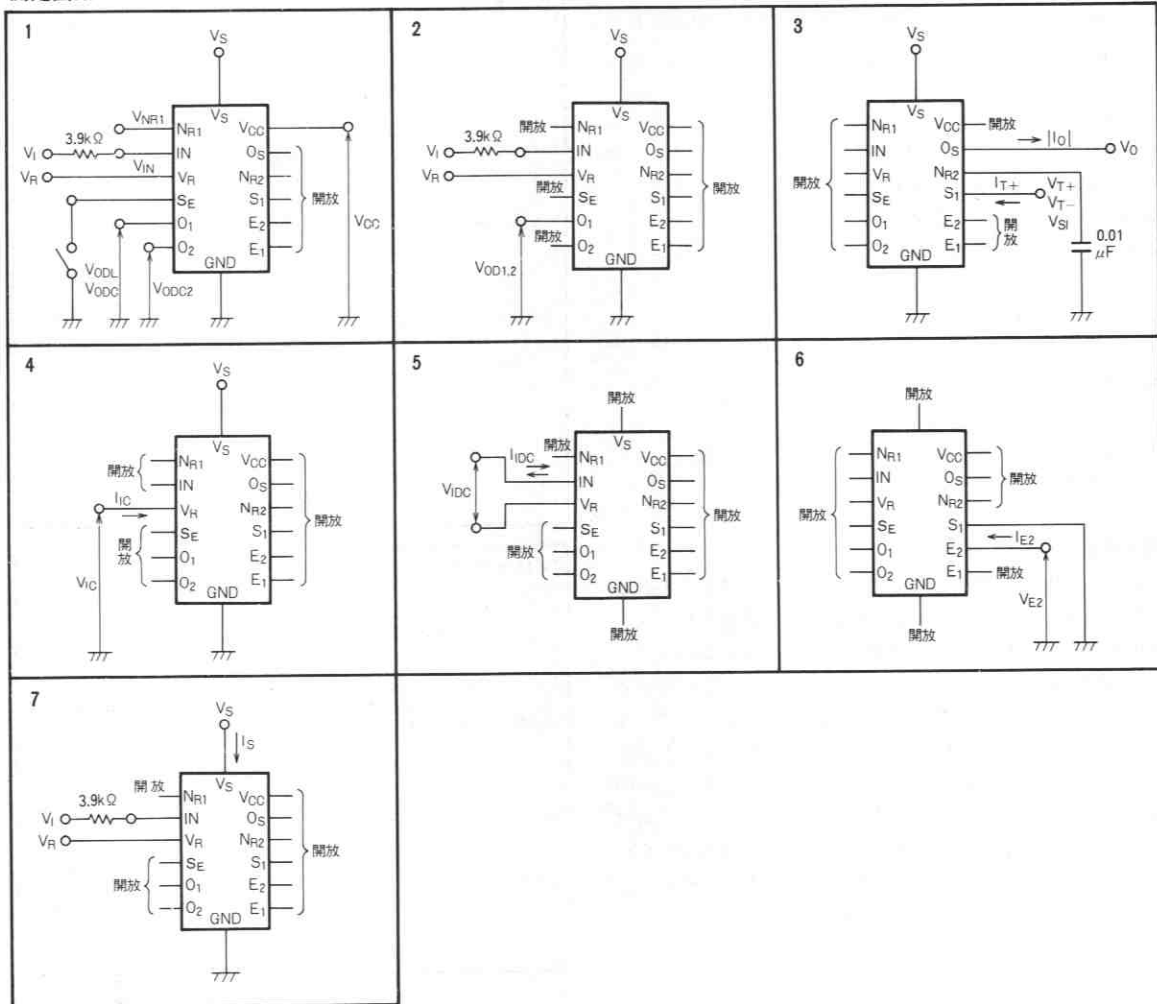 1
V_S
V_S
V_NR1
N_R1
V_CC
3.9kΩ
V_I
IN
O_S
V_IN
V_R
V_R
N_R2
開放
S_E
S_1
O_1
E_2
V_CC
O_2
E_1
GND
V_ODL
V_ODC
V_ODC2
2
V_S
V_S
開放
N_R1
V_CC
3.9kΩ
V_I
IN
O_S
V_R
V_R
N_R2
開放
開放
S_E
S_1
O_1
E_2
開放
O_2
E_1
GND
V_OD1,2
3
V_S
V_S
N_R1
V_CC
開放
|I_O|
IN
O_S
V_O
V_R
N_R2
開放
I_T+
V_T+
S_E
S_1
V_T-
V_SI
O_1
E_2
開放
O_2
E_1
0.01
μF
GND
4
V_S
V_S
N_R1
V_CC
開放
IN
O_S
I_IC
V_R
N_R2
開放
S_E
S_1
開放
O_1
E_2
O_2
E_1
V_IC
GND
5
開放
V_S
開放
I_IDC
N_R1
V_CC
IN
O_S
V_IDC
V_R
N_R2
開放
S_E
S_1
開放
O_1
E_2
O_2
E_1
GND
開放
6
開放
V_S
N_R1
V_CC
IN
O_S
開放
V_R
N_R2
開放
S_E
S_1
I_E2
O_1
E_2
O_2
E_1
開放
V_E2
GND
開放
7
V_S
I_S
V_S
開放
N_R1
V_CC
3.9kΩ
V_I
IN
O_S
V_R
V_R
N_R2
開放
S_E
S_1
開放
O_1
E_2
O_2
E_1
GND